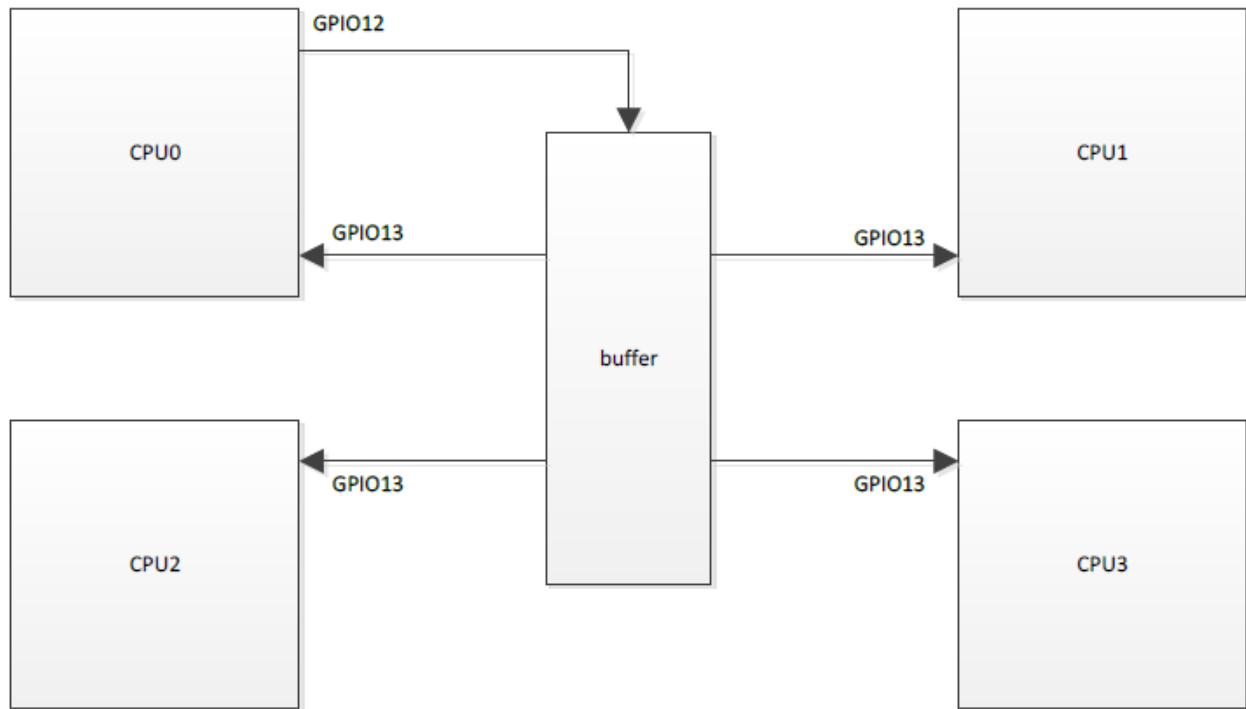 GPIO12
CPU0
CPU1
GPIO13
GPIO13
buffer
GPIO13
GPIO13
CPU2
CPU3